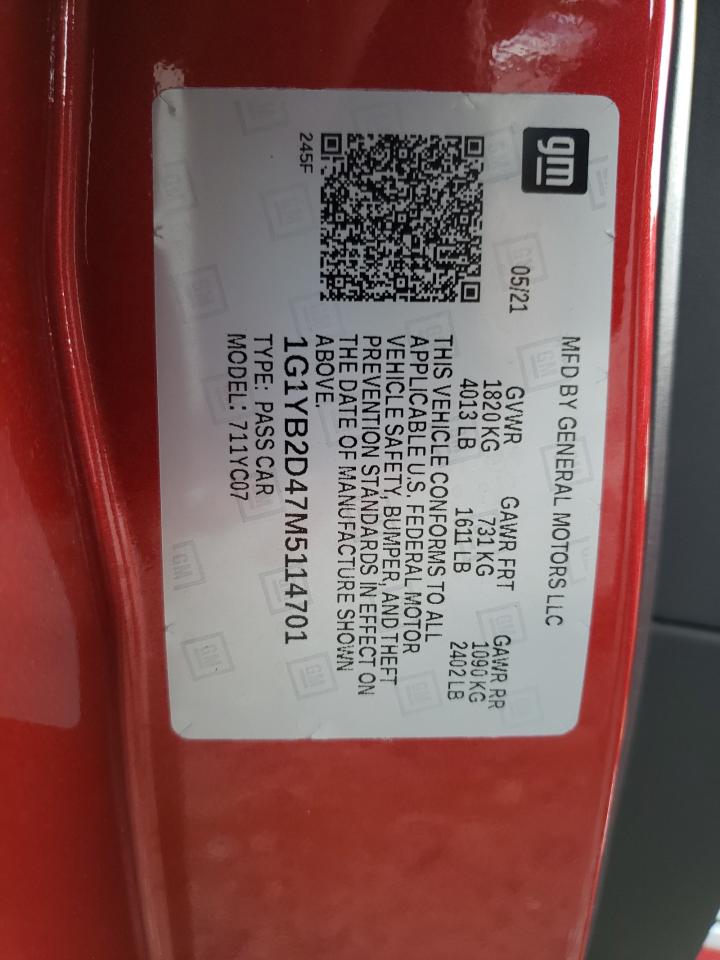 gm
05/21
245F
MFD BY GENERAL MOTORS LLC
GVWR GAWR FRT GAWR RR
1820 KG 731 KG 1090 KG
4013 LB 1611 LB 2402 LB
THIS VEHICLE CONFORMS TO ALL
APPLICABLE U.S. FEDERAL MOTOR
VEHICLE SAFETY, BUMPER, AND THEFT
PREVENTION STANDARDS IN EFFECT ON
THE DATE OF MANUFACTURE SHOWN
ABOVE.
1G1YB2D47M5114701
TYPE: PASS CAR
MODEL: 711YC07